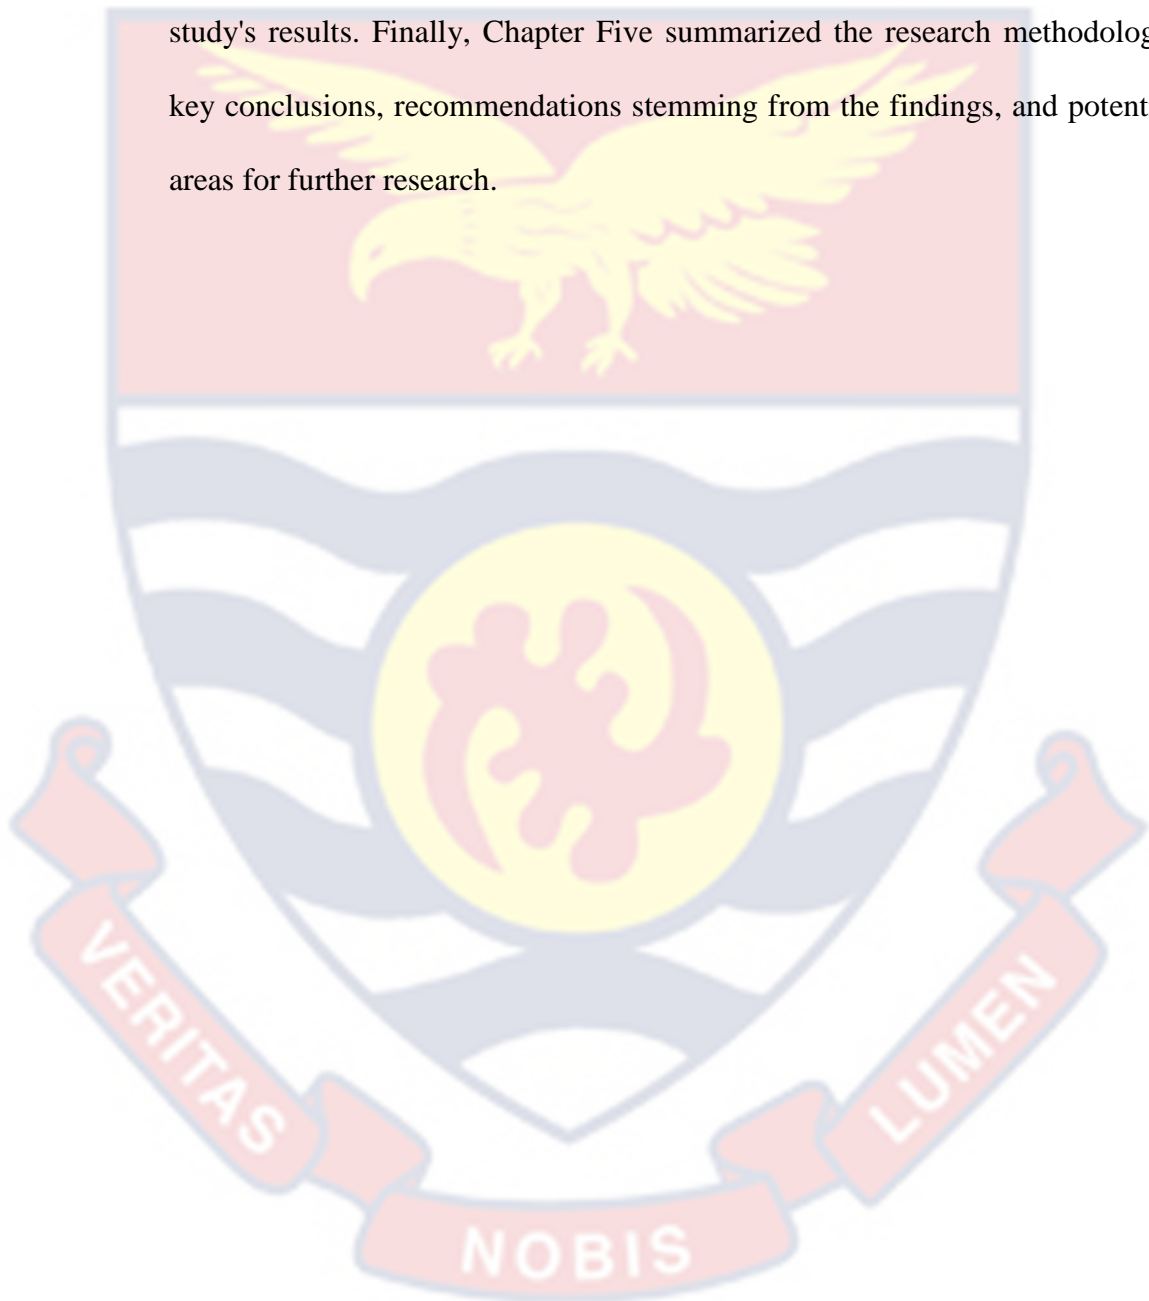 study's results. Finally, Chapter Five summarized the research methodolog
key conclusions, recommendations stemming from the findings, and potent
areas for further research.
VERITAS
NOBIS
LUMEN